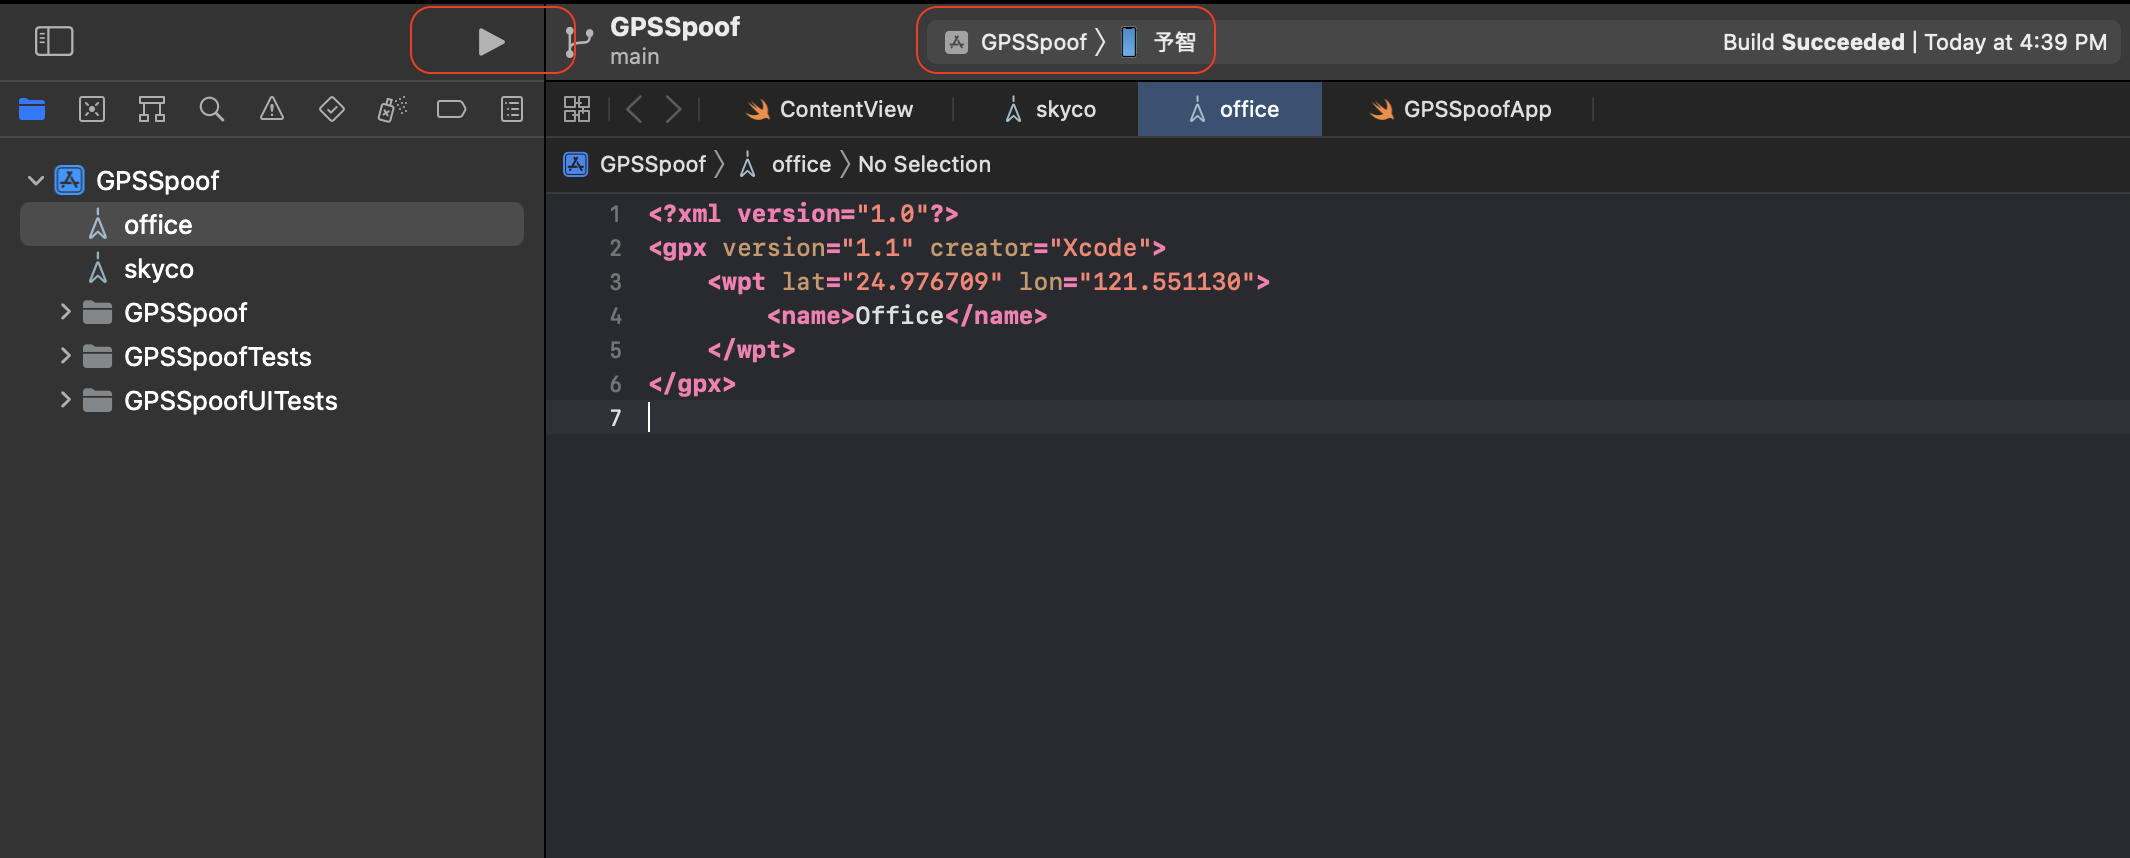 GPSSpoof
main
GPSSpoof 〉 予智
Build Succeeded | Today at 4:39 PM
ContentView
skyco
office
GPSSpoofApp
GPSSpoof 〉 office 〉 No Selection
GPSSpoof
office
skyco
GPSSpoof
GPSSpoofTests
GPSSpoofUITests
1 <?xml version="1.0"?>
2 <gpx version="1.1" creator="Xcode">
3     <wpt lat="24.976709" lon="121.551130">
4         <name>Office</name>
5     </wpt>
6 </gpx>
7